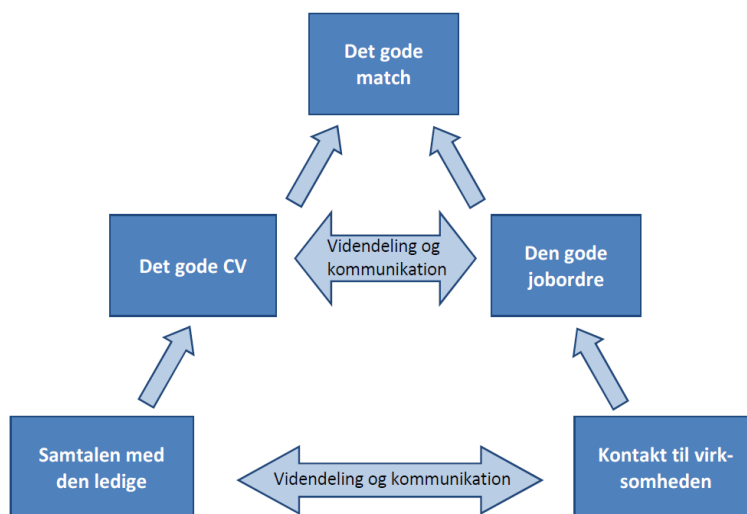 Det gode
match
Det gode CV
Videndeling og
kommunikation
Den gode
jobordre
Samtalen med
den ledige
Videndeling og kommunikation
Kontakt til virk-
somheden